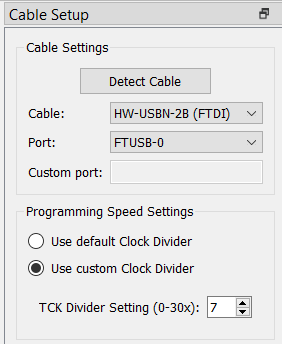 Cable Setup
Cable Settings
Detect Cable
Cable: HW-USBN-2B (FTDI)
Port: FTUSB-0
Custom port:
Programming Speed Settings
Use default Clock Divider
Use custom Clock Divider
TCK Divider Setting (0-30x): 7